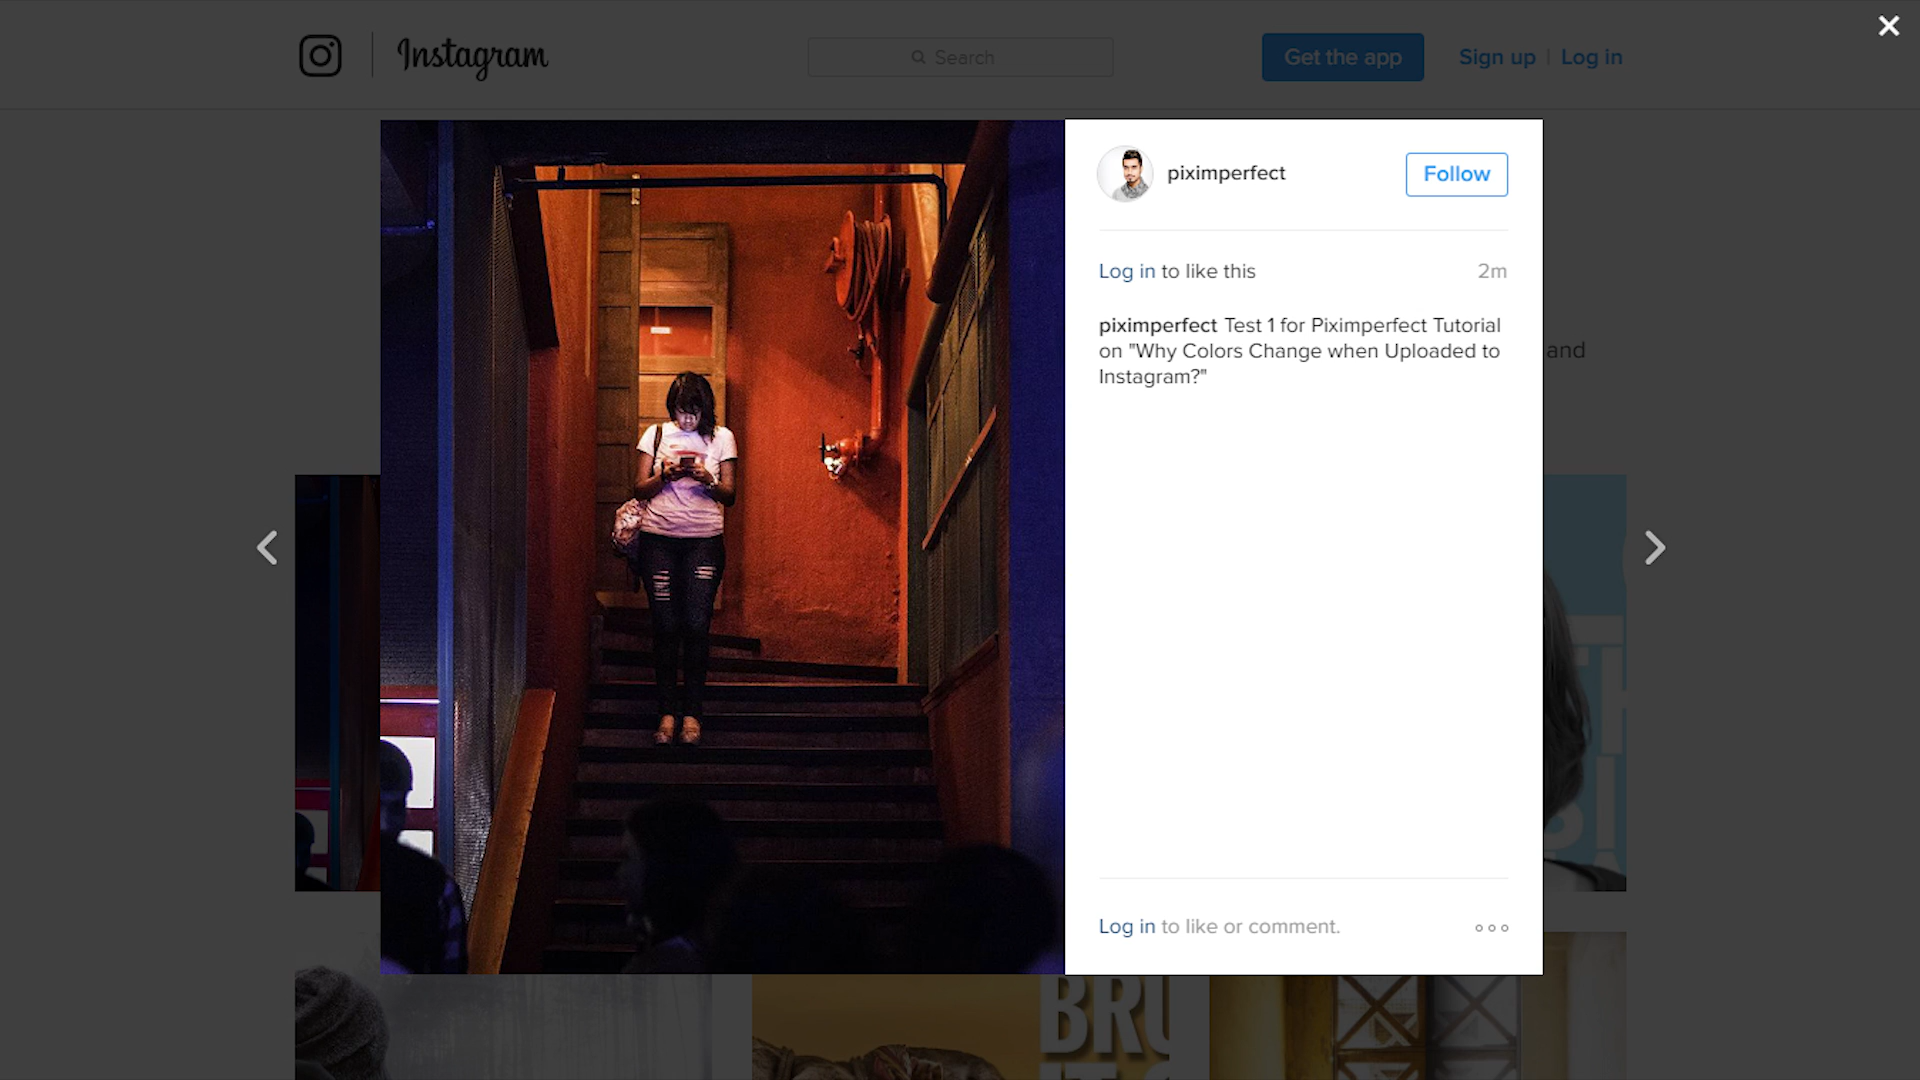 Instagram
Search
Get the app
Sign up | Log in
piximperfect
Follow
Log in to like this
2m
piximperfect Test 1 for Piximperfect Tutorial
on "Why Colors Change when Uploaded to
Instagram?"
and
Log in to like or comment.
BRU